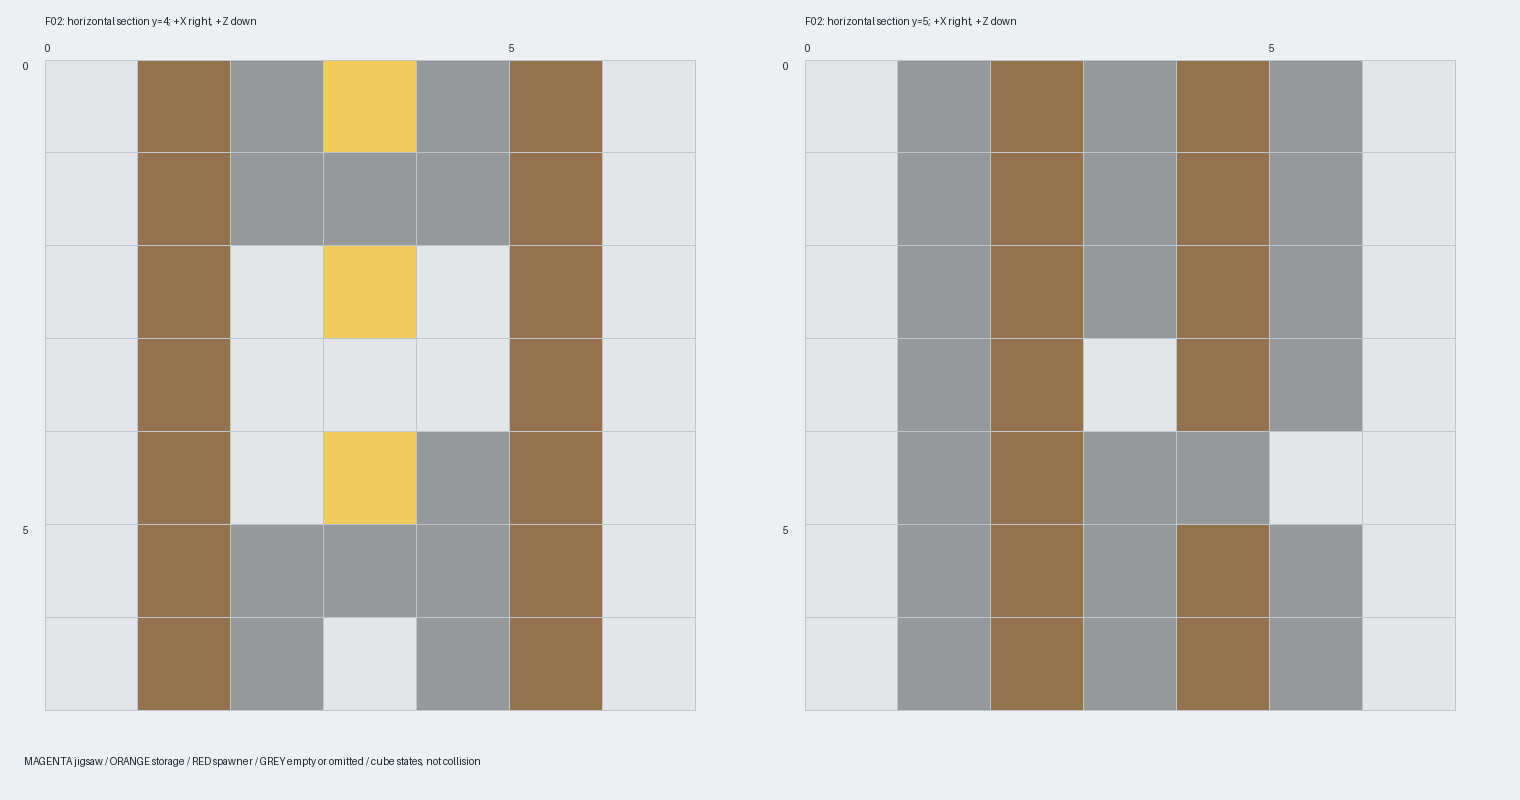 F02: horizontal section y=4; +X right, +Z down
F02: horizontal section y=5; +X right, +Z down
0 5
0 5
0
0
5
5
MAGENTA jigsaw / ORANGE storage / RED spawner / GREY empty or omitted / cube states, not collision